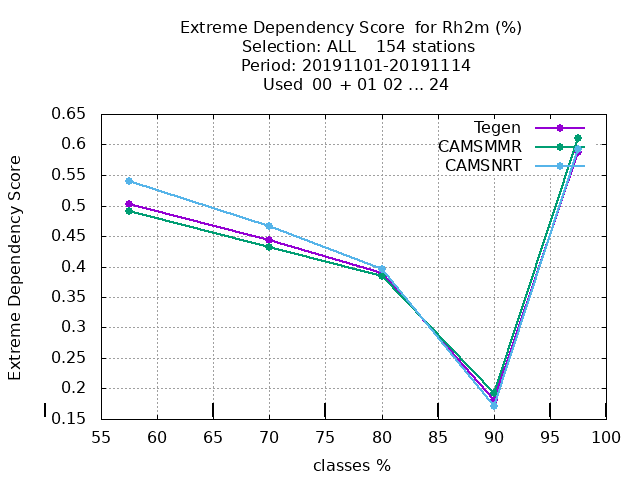 Extreme Dependency Score  for Rh2m (%)
Selection: ALL    154 stations
Period: 20191101-20191114
Used  00  + 01 02 ... 24
0.65
0.6
0.55
0.5
0.45
0.4
0.35
0.3
0.25
0.2
0.15
Extreme Dependency Score
Tegen
CAMSMMR
CAMSNRT
55 60 65 70 75 80 85 90 95 100
classes %